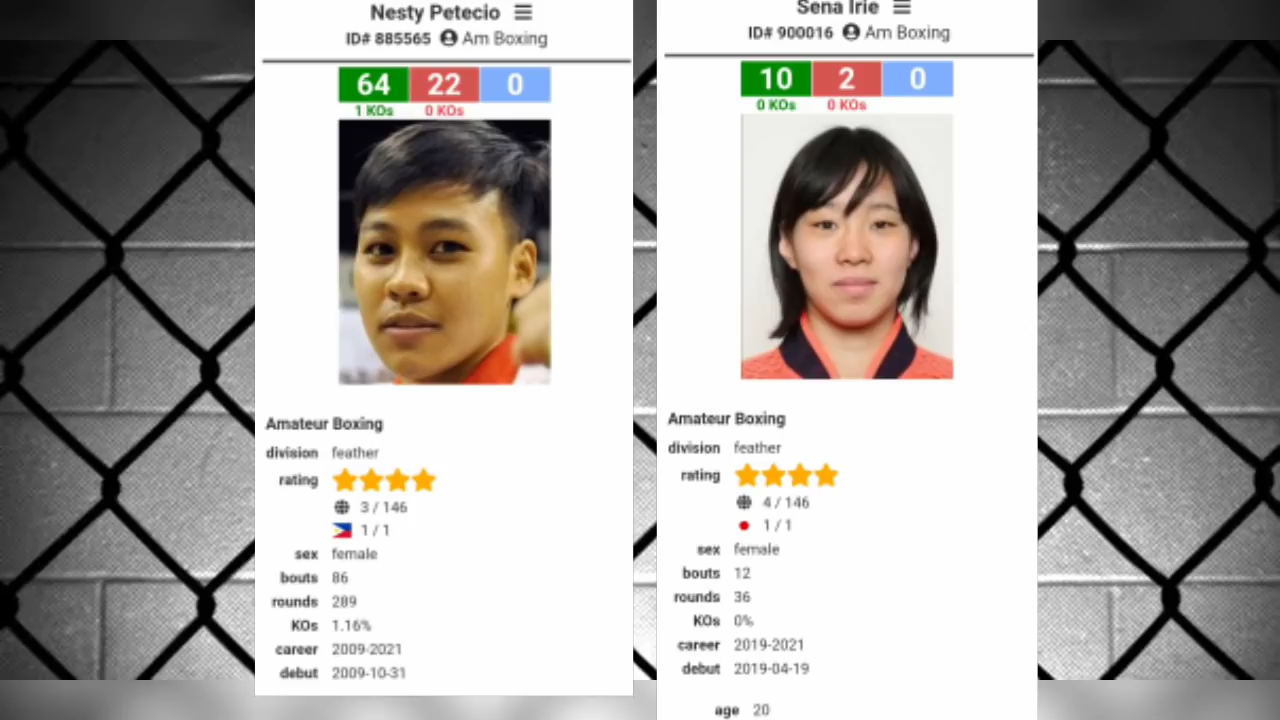 Nesty Petecio
ID# 885565 Am Boxing
64 22 0
1 KOs 0 KOs
Amateur Boxing
division feather
rating
3 / 146
1 / 1
sex female
bouts 86
rounds 289
KOs 1.16%
career 2009-2021
debut 2009-10-31
Sena Irie
ID# 900016 Am Boxing
10 2 0
0 KOs 0 KOs
Amateur Boxing
division feather
rating
4 / 146
1 / 1
sex female
bouts 12
rounds 36
KOs 0%
career 2019-2021
debut 2019-04-19
age 20